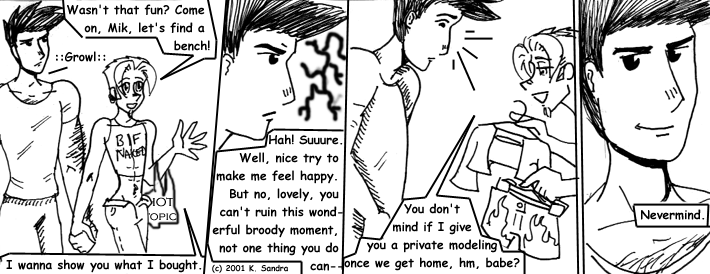 Wasn't that fun? Come
on, Mik, let's find a
bench!
::Growl::
BIF
NAKED
HOT
TOPIC
I wanna show you what I bought.
Hah! Suuure.
Well, nice try to
make me feel happy.
But no, lovely, you
can't ruin this wond-
erful broody moment,
not one thing you do
can--
(c) 2001 K. Sandra
You don't
mind if I give
you a private modeling
once we get home, hm, babe?
Nevermind.